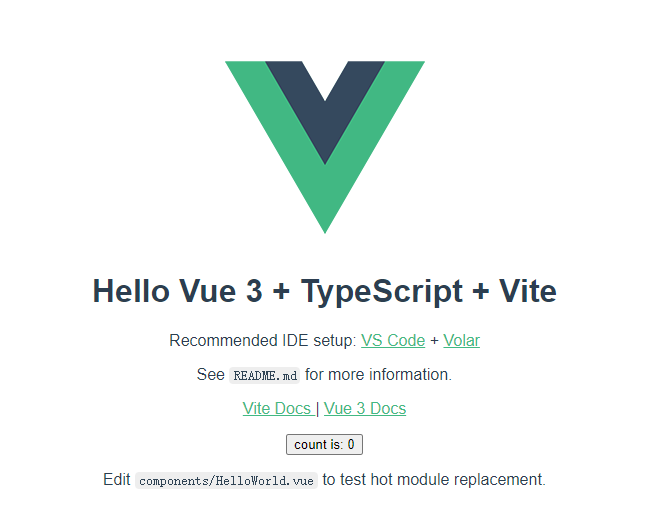 Hello Vue 3 + TypeScript + Vite
Recommended IDE setup: VS Code + Volar
See README.md for more information.
Vite Docs | Vue 3 Docs
count is: 0
Edit components/HelloWorld.vue to test hot module replacement.